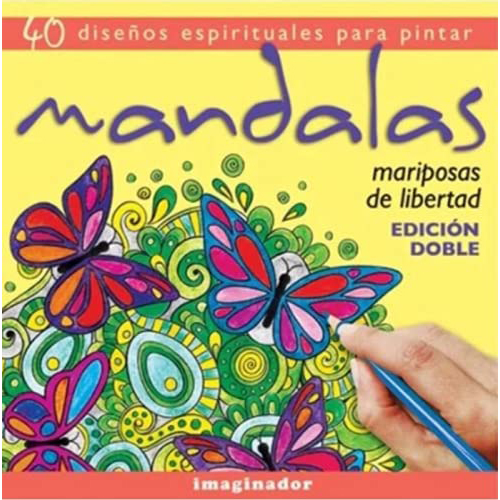 40 diseños espirituales para pintar
mandalas
mariposas
de libertad
EDICIÓN
DOBLE
imaginador